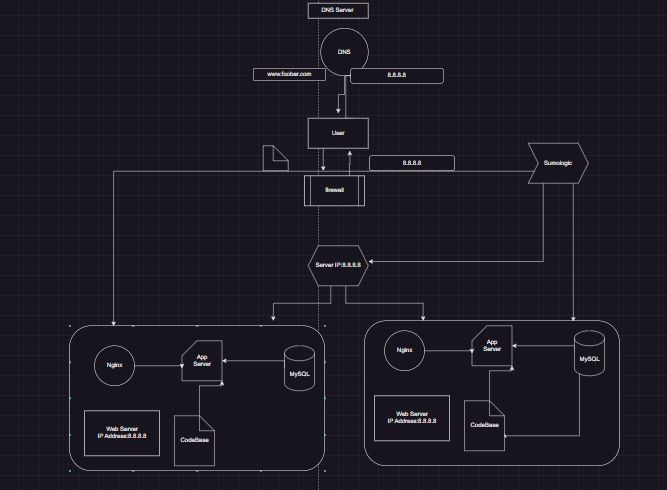 DNS Server
DNS
www.foobar.com
8.8.8.8
User
8.8.8.8
Sumologic
firewall
Server IP:8.8.8.8
Nginx
App
Server
MySQL
Web Server
IP Address:8.8.8.8
CodeBase
Nginx
App
Server
MySQL
Web Server
IP Address:8.8.8.8
CodeBase